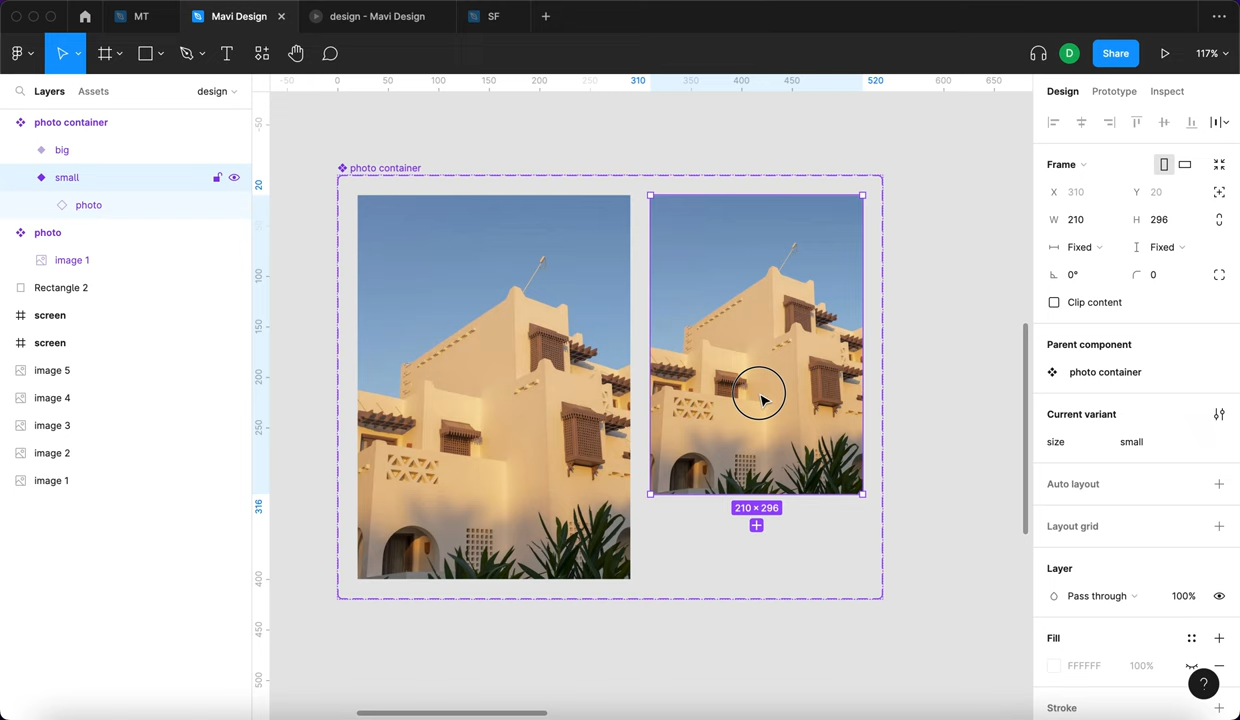 MT
Mavi Design
design - Mavi Design
SF
Share
D
117%
Layers
Assets
design
photo container
big
small
photo
photo
image 1
Rectangle 2
screen
screen
image 5
image 4
image 3
image 2
image 1
-50
0
50
100
150
200
250
310
350
400
450
520
600
650
-50
20
50
100
150
200
250
316
400
450
500
photo container
210 × 296
Design
Prototype
Inspect
Frame
X 310
Y 20
W 210
H 296
Fixed
Fixed
0°
0
Clip content
Parent component
photo container
Current variant
size small
Auto layout
Layout grid
Layer
Pass through 100%
Fill
FFFFFF 100%
Stroke
?